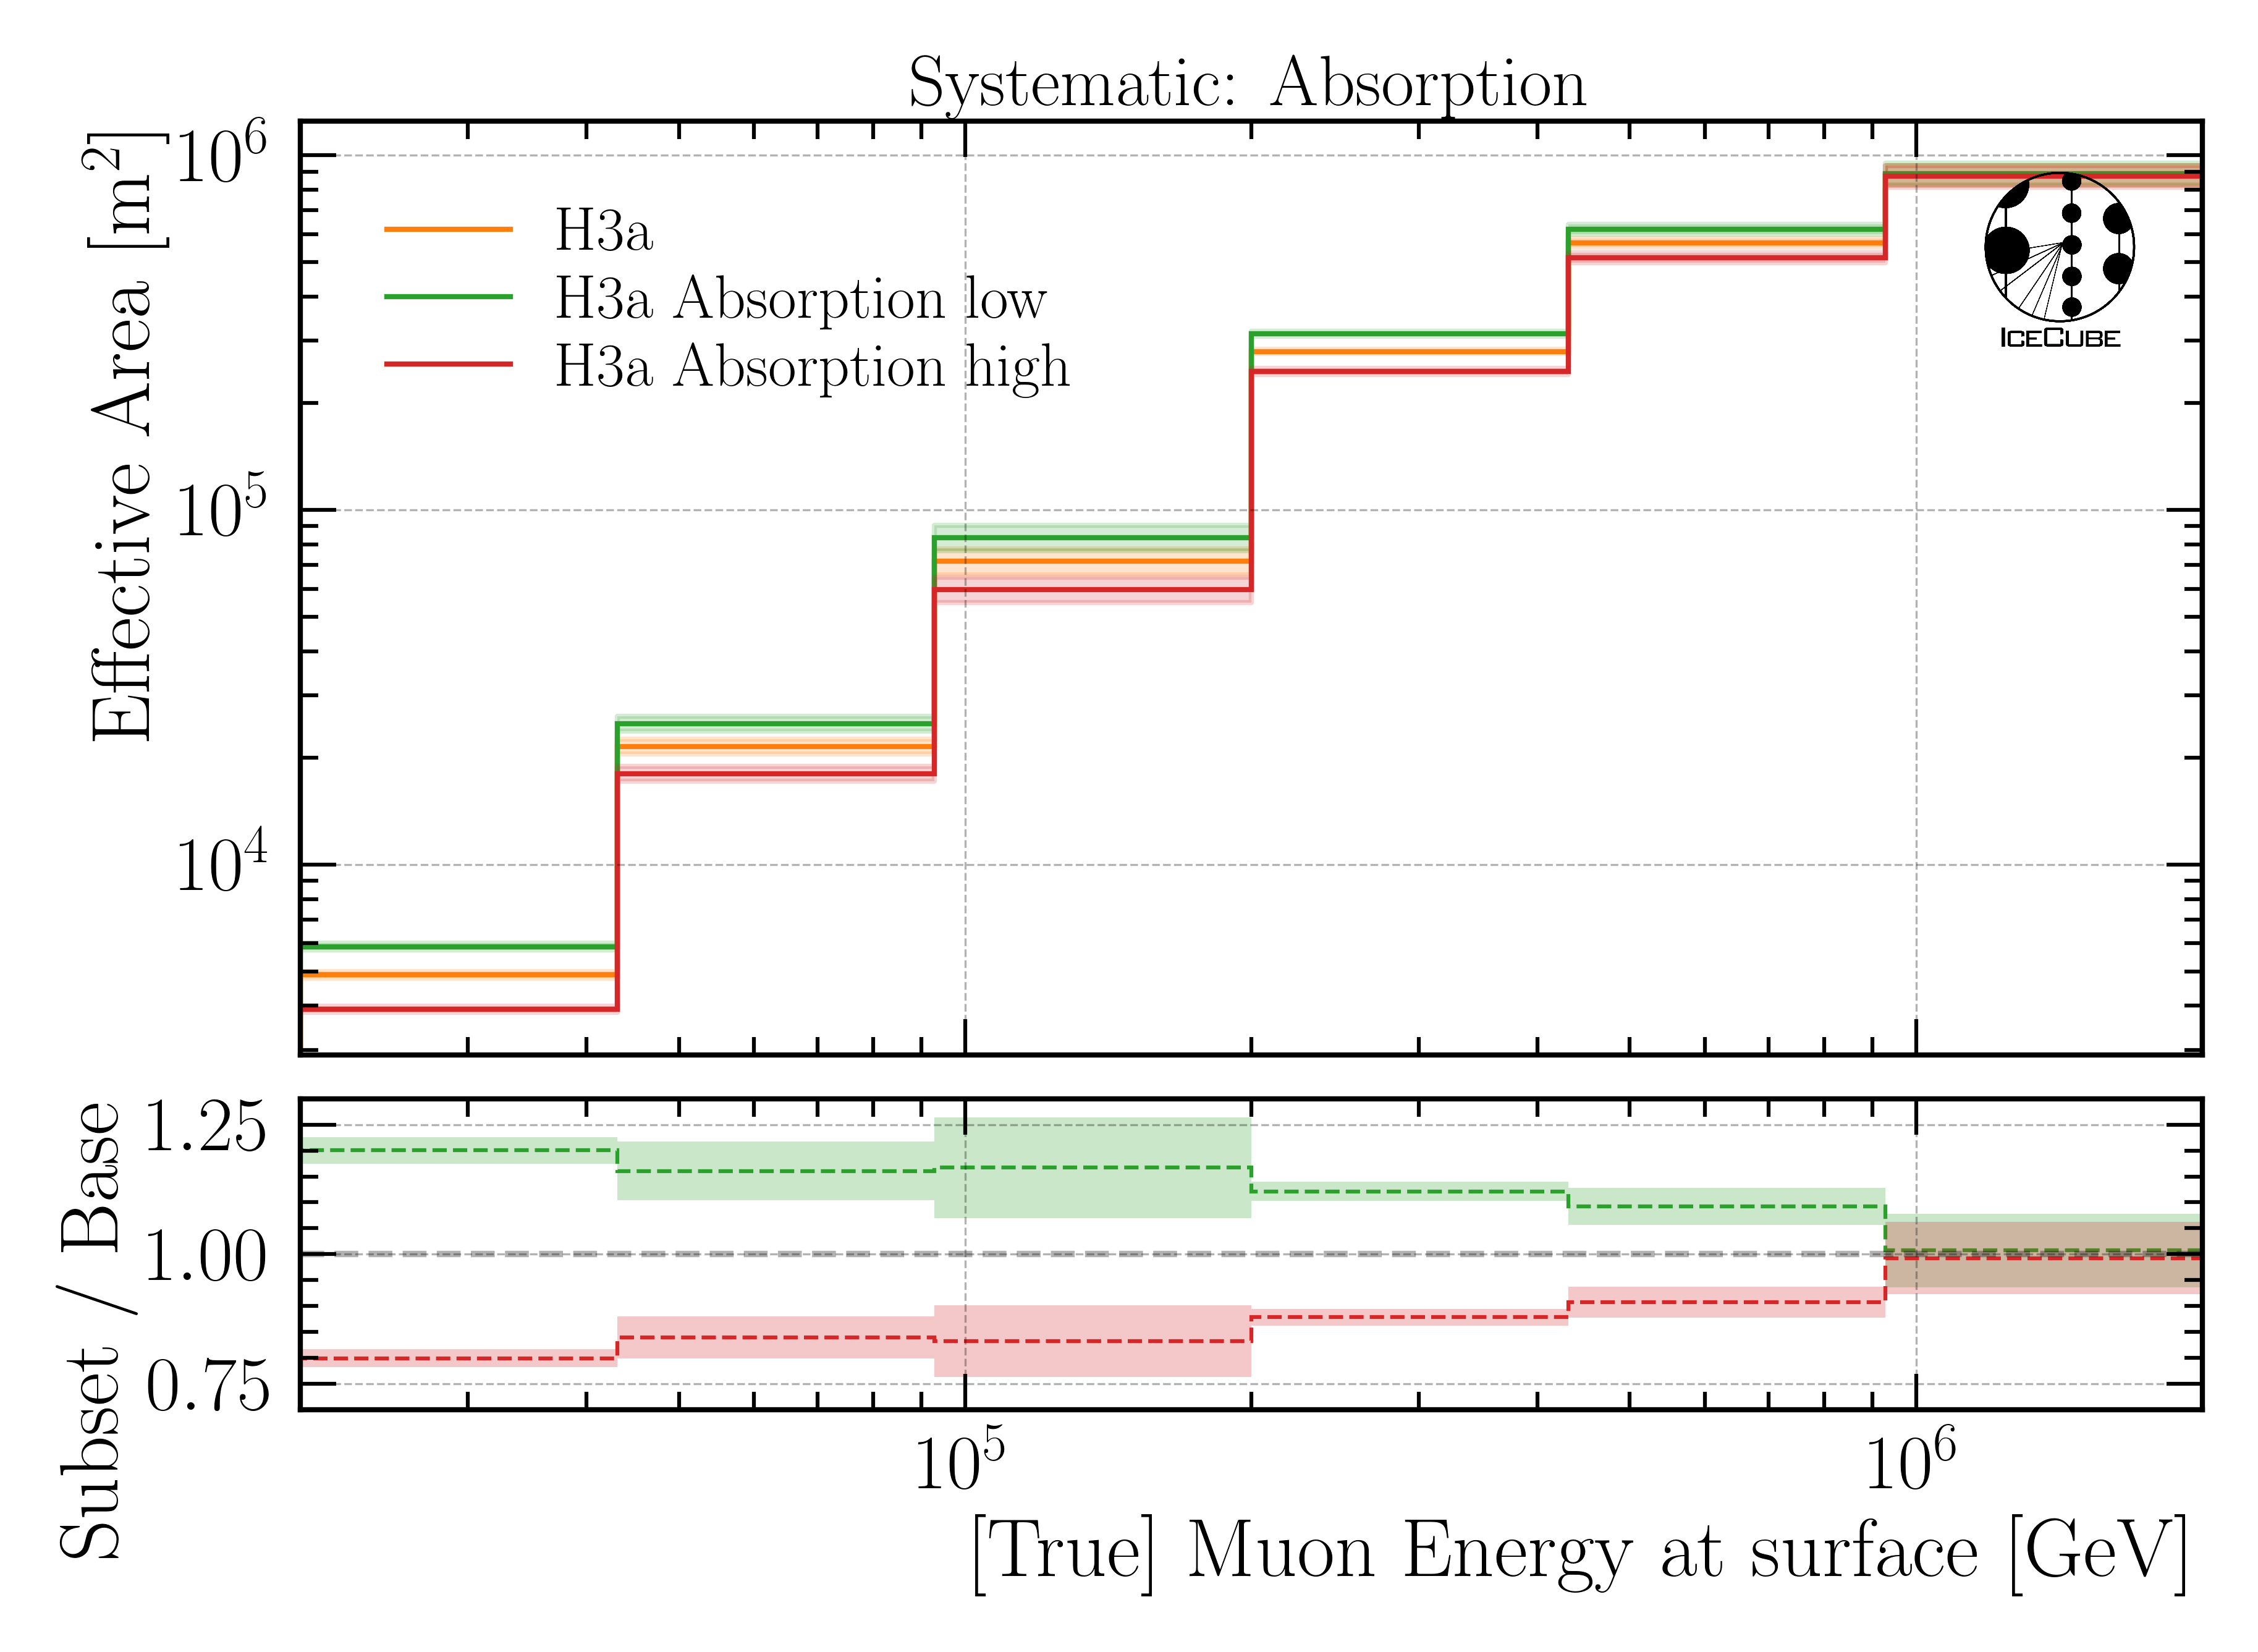 Systematic: Absorption
Effective Area [m²]
10⁶
10⁵
10⁴
H3a
H3a Absorption low
H3a Absorption high
ICECUBE
Subset / Base
1.25
1.00
0.75
10⁵
10⁶
[True] Muon Energy at surface [GeV]